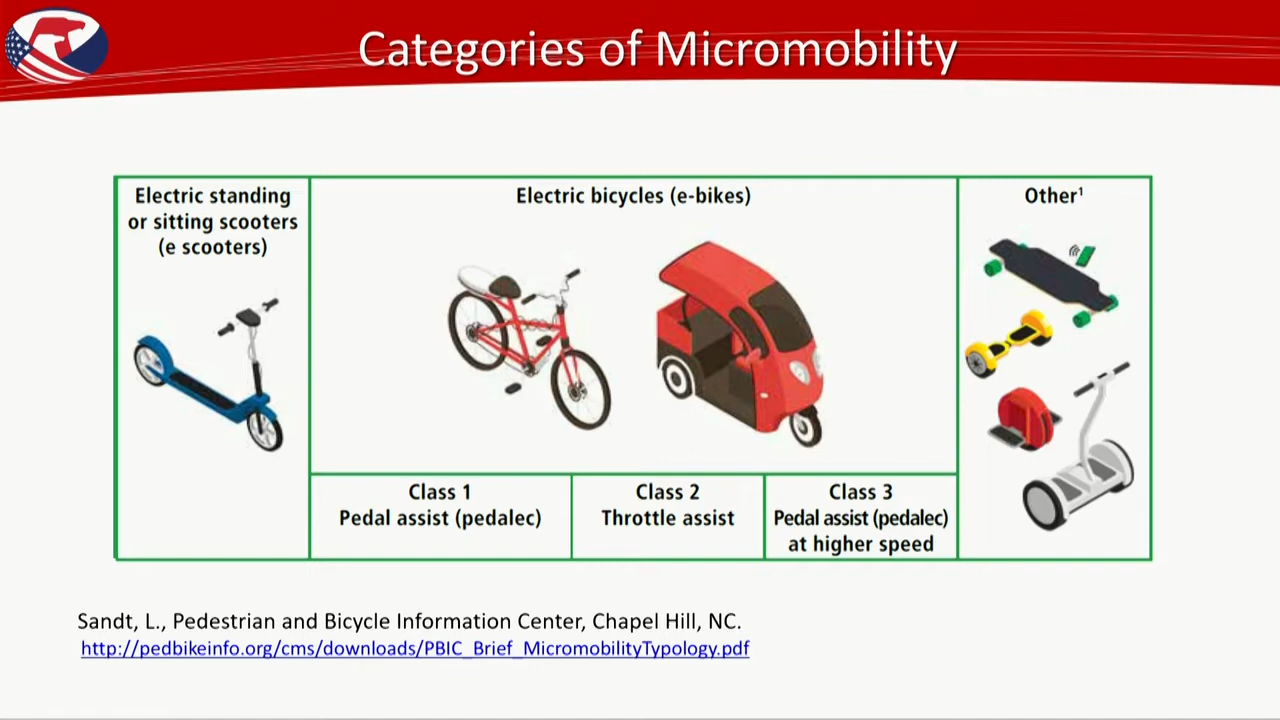 Categories of Micromobility
Electric standing
or sitting scooters
(e scooters)
Electric bicycles (e-bikes)
Other¹
Class 1
Pedal assist (pedalec)
Class 2
Throttle assist
Class 3
Pedal assist (pedalec)
at higher speed
Sandt, L., Pedestrian and Bicycle Information Center, Chapel Hill, NC.
http://pedbikeinfo.org/cms/downloads/PBIC_Brief_MicromobilityTypology.pdf